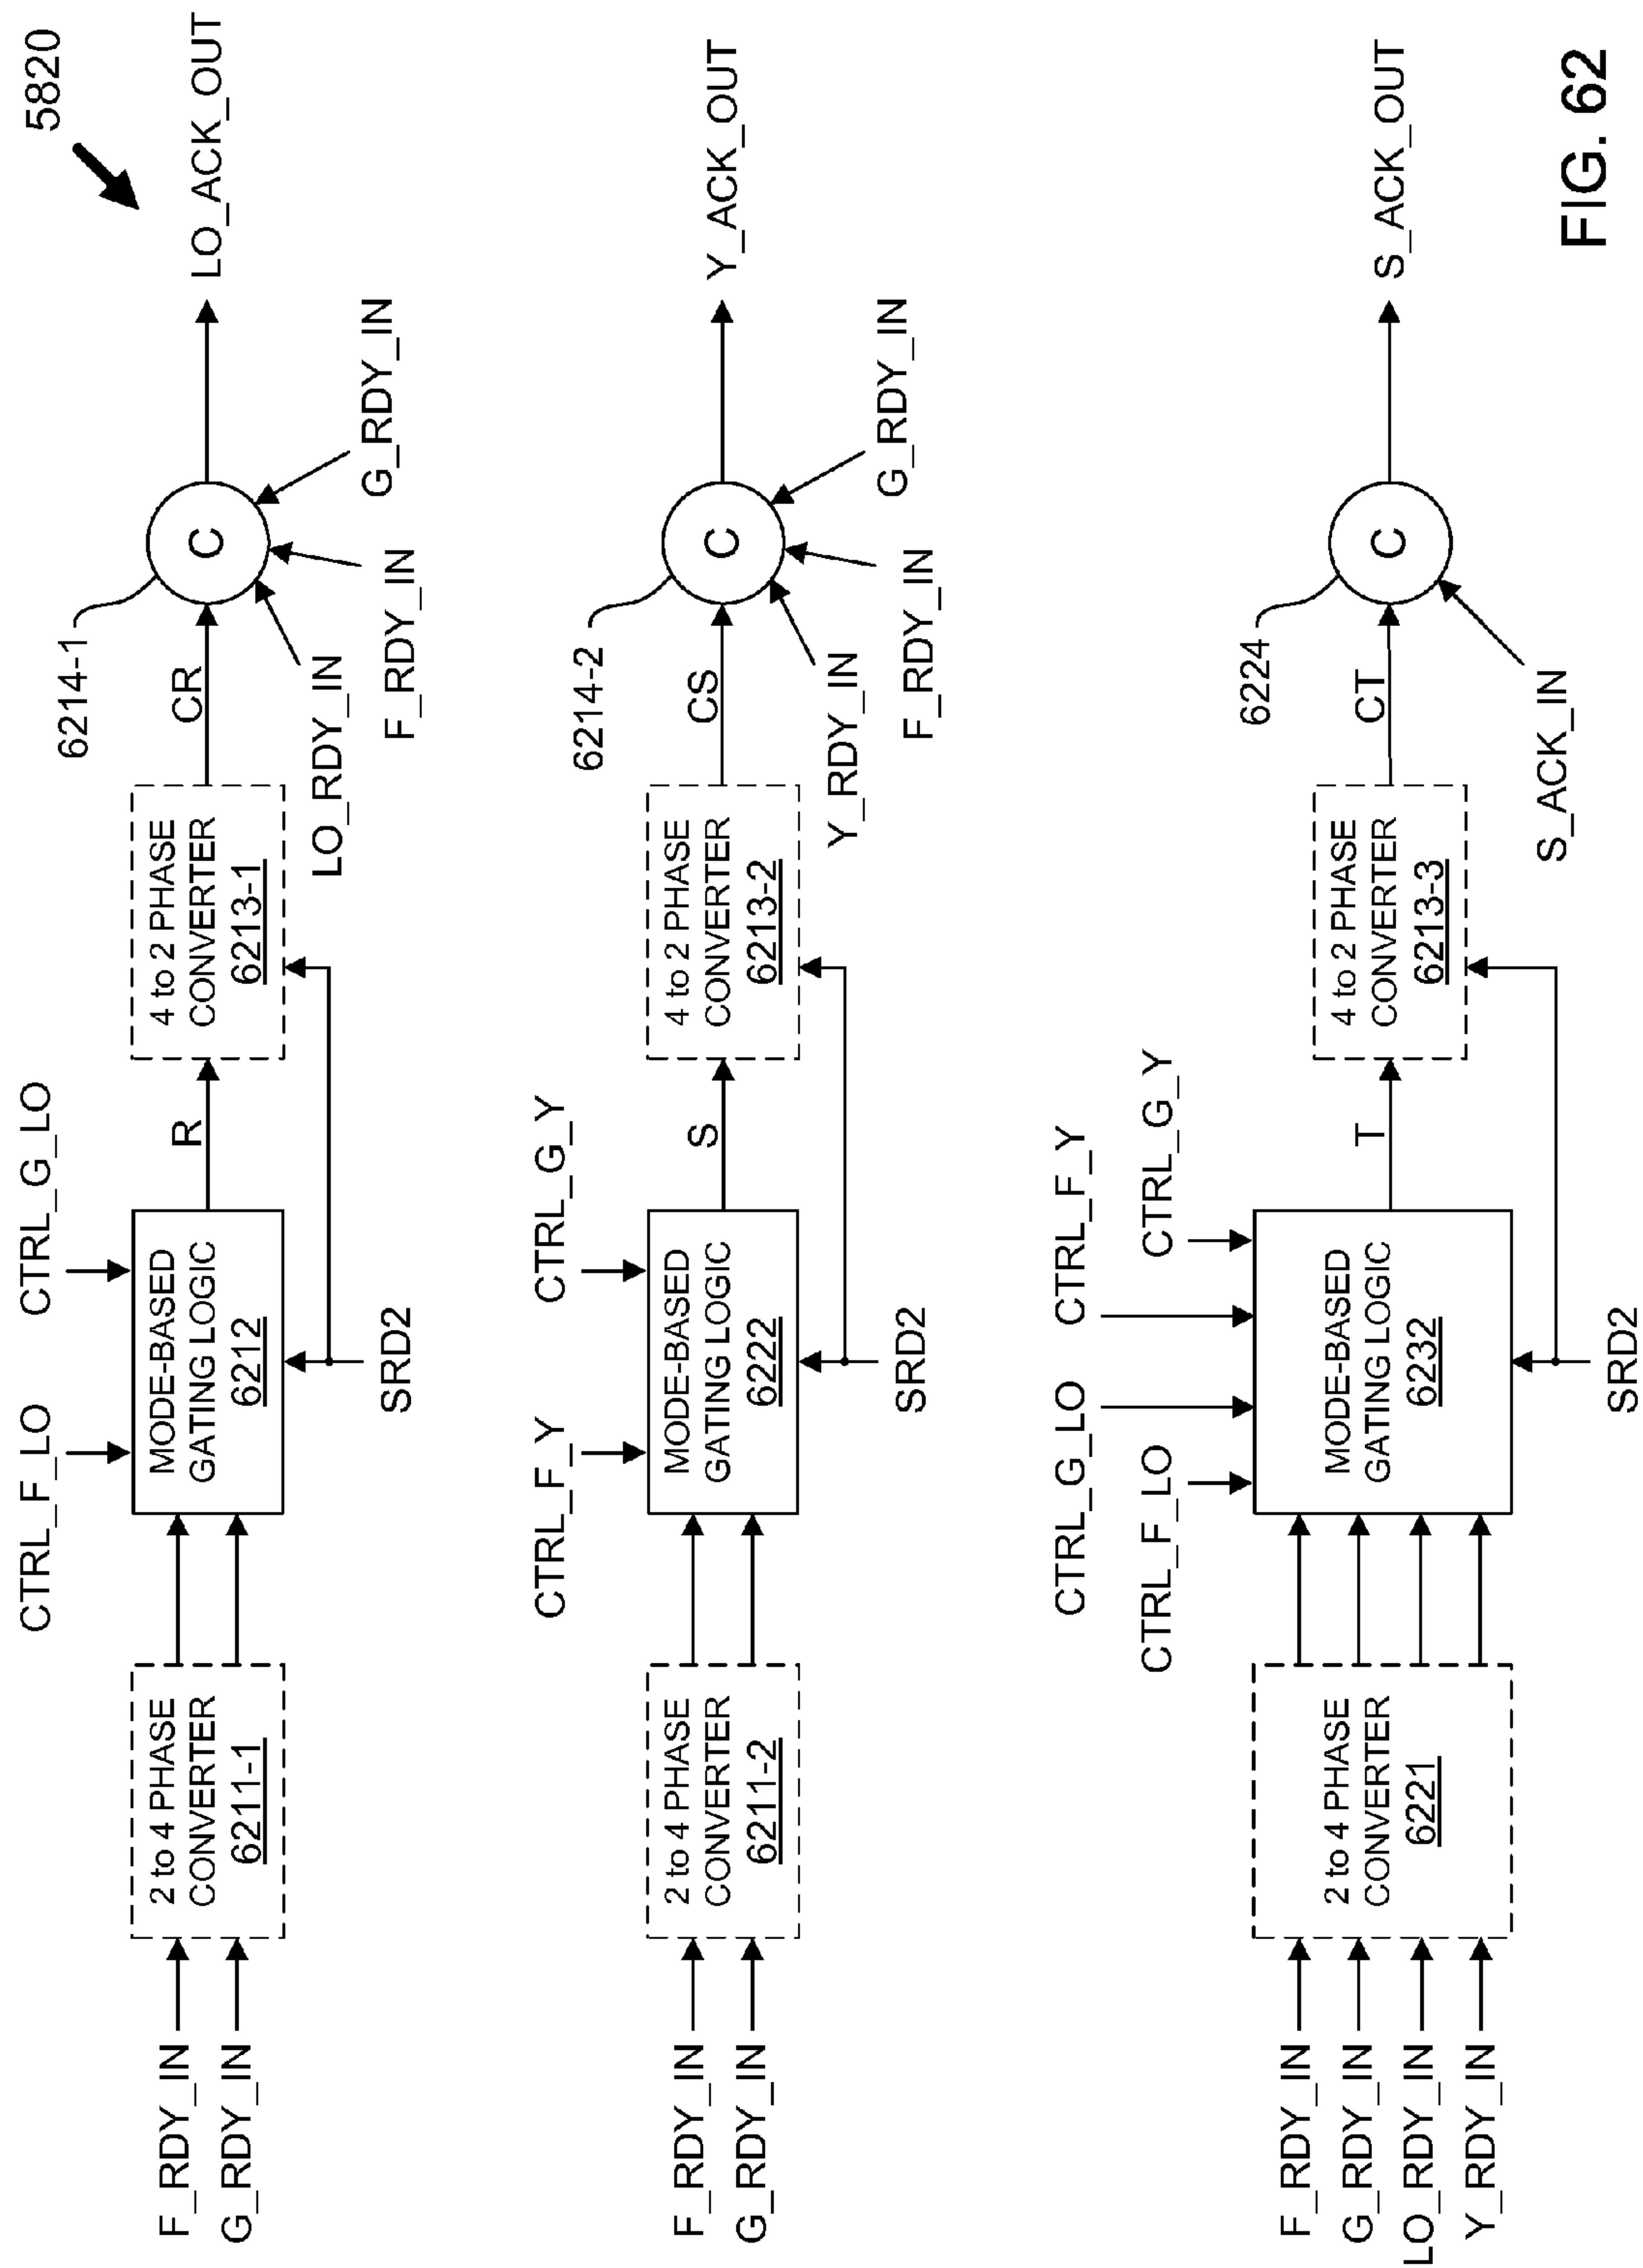 5820
CTRL_F_LO
CTRL_G_LO
F_RDY_IN
G_RDY_IN
2 to 4 PHASE
CONVERTER
6211-1
MODE-BASED
GATING LOGIC
6212
SRD2
R
4 to 2 PHASE
CONVERTER
6213-1
CR
6214-1
C
LO_RDY_IN
F_RDY_IN
G_RDY_IN
LO_ACK_OUT
CTRL_F_Y
CTRL_G_Y
F_RDY_IN
G_RDY_IN
2 to 4 PHASE
CONVERTER
6211-2
MODE-BASED
GATING LOGIC
6222
SRD2
S
4 to 2 PHASE
CONVERTER
6213-2
CS
6214-2
C
Y_RDY_IN
F_RDY_IN
G_RDY_IN
Y_ACK_OUT
CTRL_G_LO
CTRL_F_Y
CTRL_F_LO
CTRL_G_Y
F_RDY_IN
G_RDY_IN
LO_RDY_IN
Y_RDY_IN
2 to 4 PHASE
CONVERTER
6221
MODE-BASED
GATING LOGIC
6232
SRD2
T
4 to 2 PHASE
CONVERTER
6213-3
CT
6224
C
S_ACK_IN
S_ACK_OUT
FIG. 62